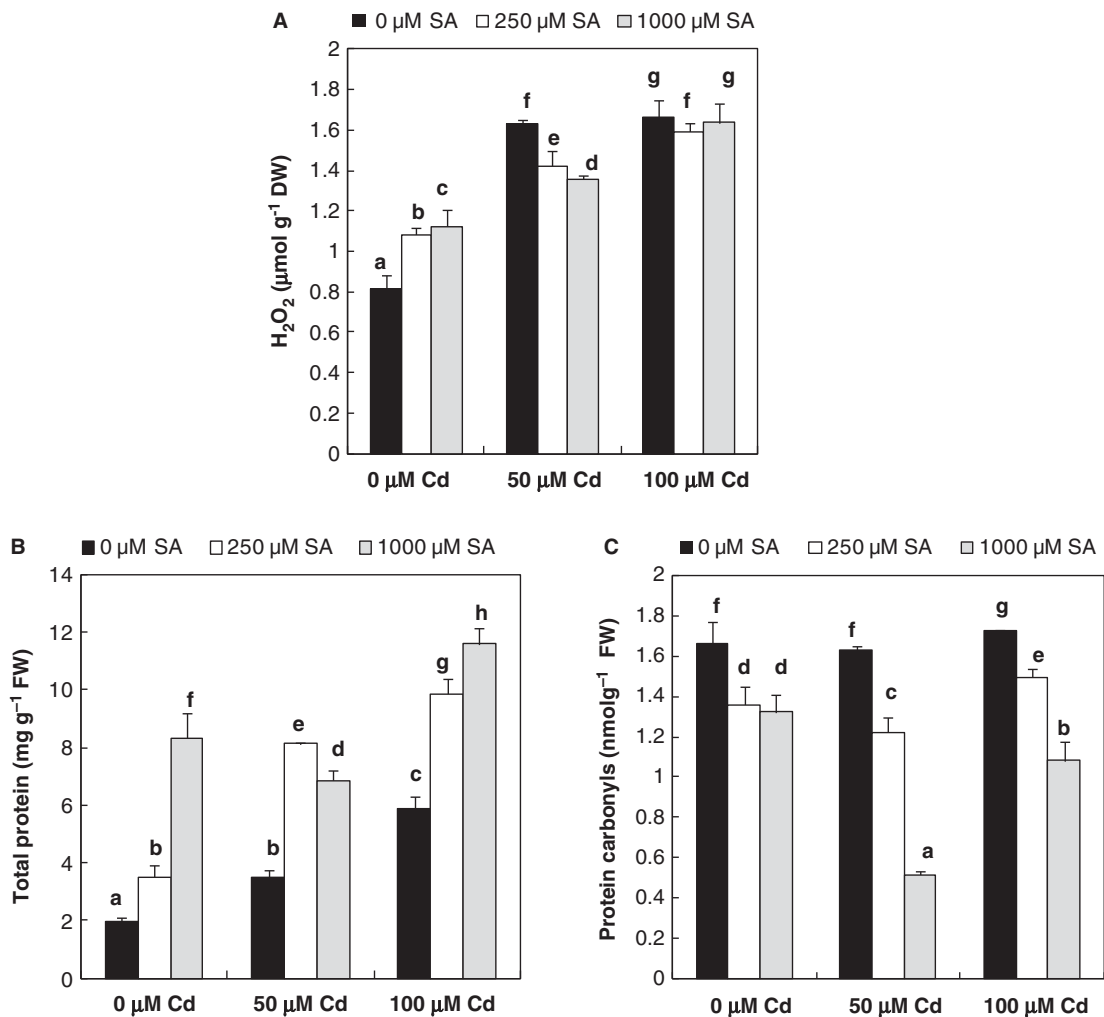 A
0 µM SA 250 µM SA 1000 µM SA
H2O2 (µmol g-1 DW)
2
1.8
1.6
1.4
1.2
1
0.8
0.6
0.4
0.2
0
a b c
f e d
g f g
0 µM Cd 50 µM Cd 100 µM Cd
B
0 µM SA 250 µM SA 1000 µM SA
Total protein (mg g-1 FW)
14
12
10
8
6
4
2
0
a b f
b e d
c g h
0 µM Cd 50 µM Cd 100 µM Cd
C
0 µM SA 250 µM SA 1000 µM SA
Protein carbonyls (nmolg-1 FW)
2
1.8
1.6
1.4
1.2
1
0.8
0.6
0.4
0.2
0
f d d
f c a
g e b
0 µM Cd 50 µM Cd 100 µM Cd